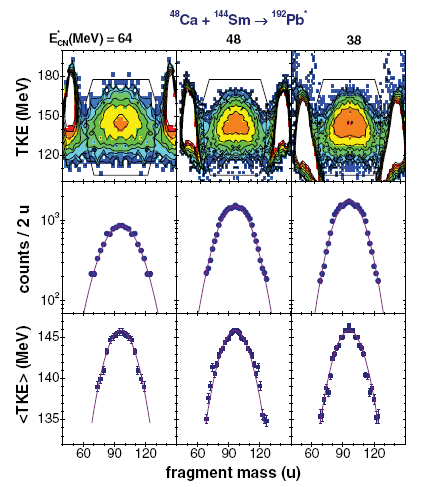 ⁴⁸Ca + ¹⁴⁴Sm → ¹⁹²Pb*
E*CN(MeV) = 64 48 38
TKE (MeV)
180
150
120
counts / 2 u
10³
10²
<TKE> (MeV)
145
140
135
60 90 120 60 90 120 60 90 120
fragment mass (u)